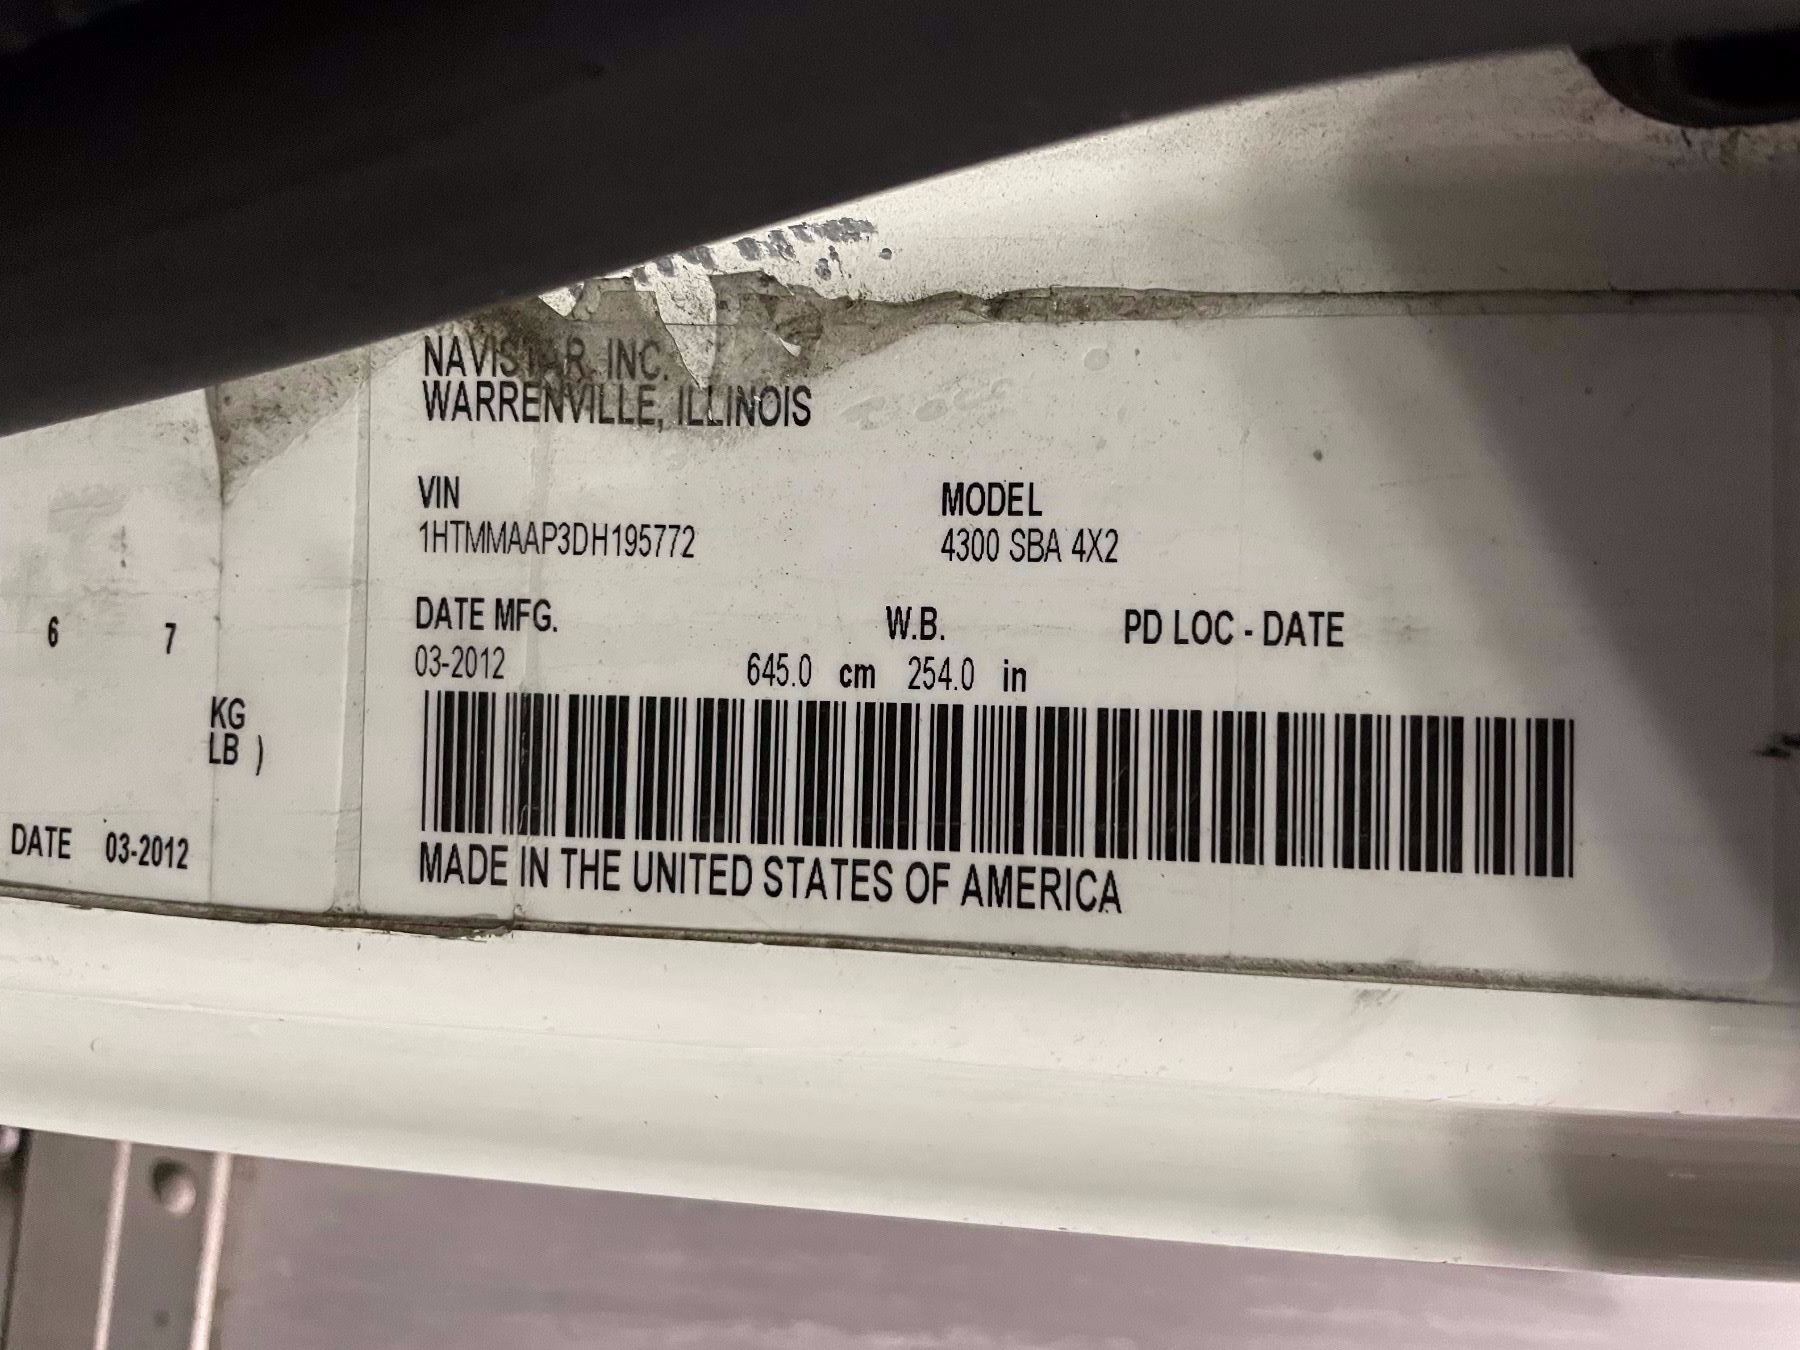 NAVISTAR, INC.
WARRENVILLE, ILLINOIS
VIN
1HTMMAAP3DH195772
MODEL
4300 SBA 4X2
DATE MFG.
03-2012
W.B.
645.0 cm 254.0 in
PD LOC - DATE
MADE IN THE UNITED STATES OF AMERICA
6 7
KG
LB )
DATE 03-2012